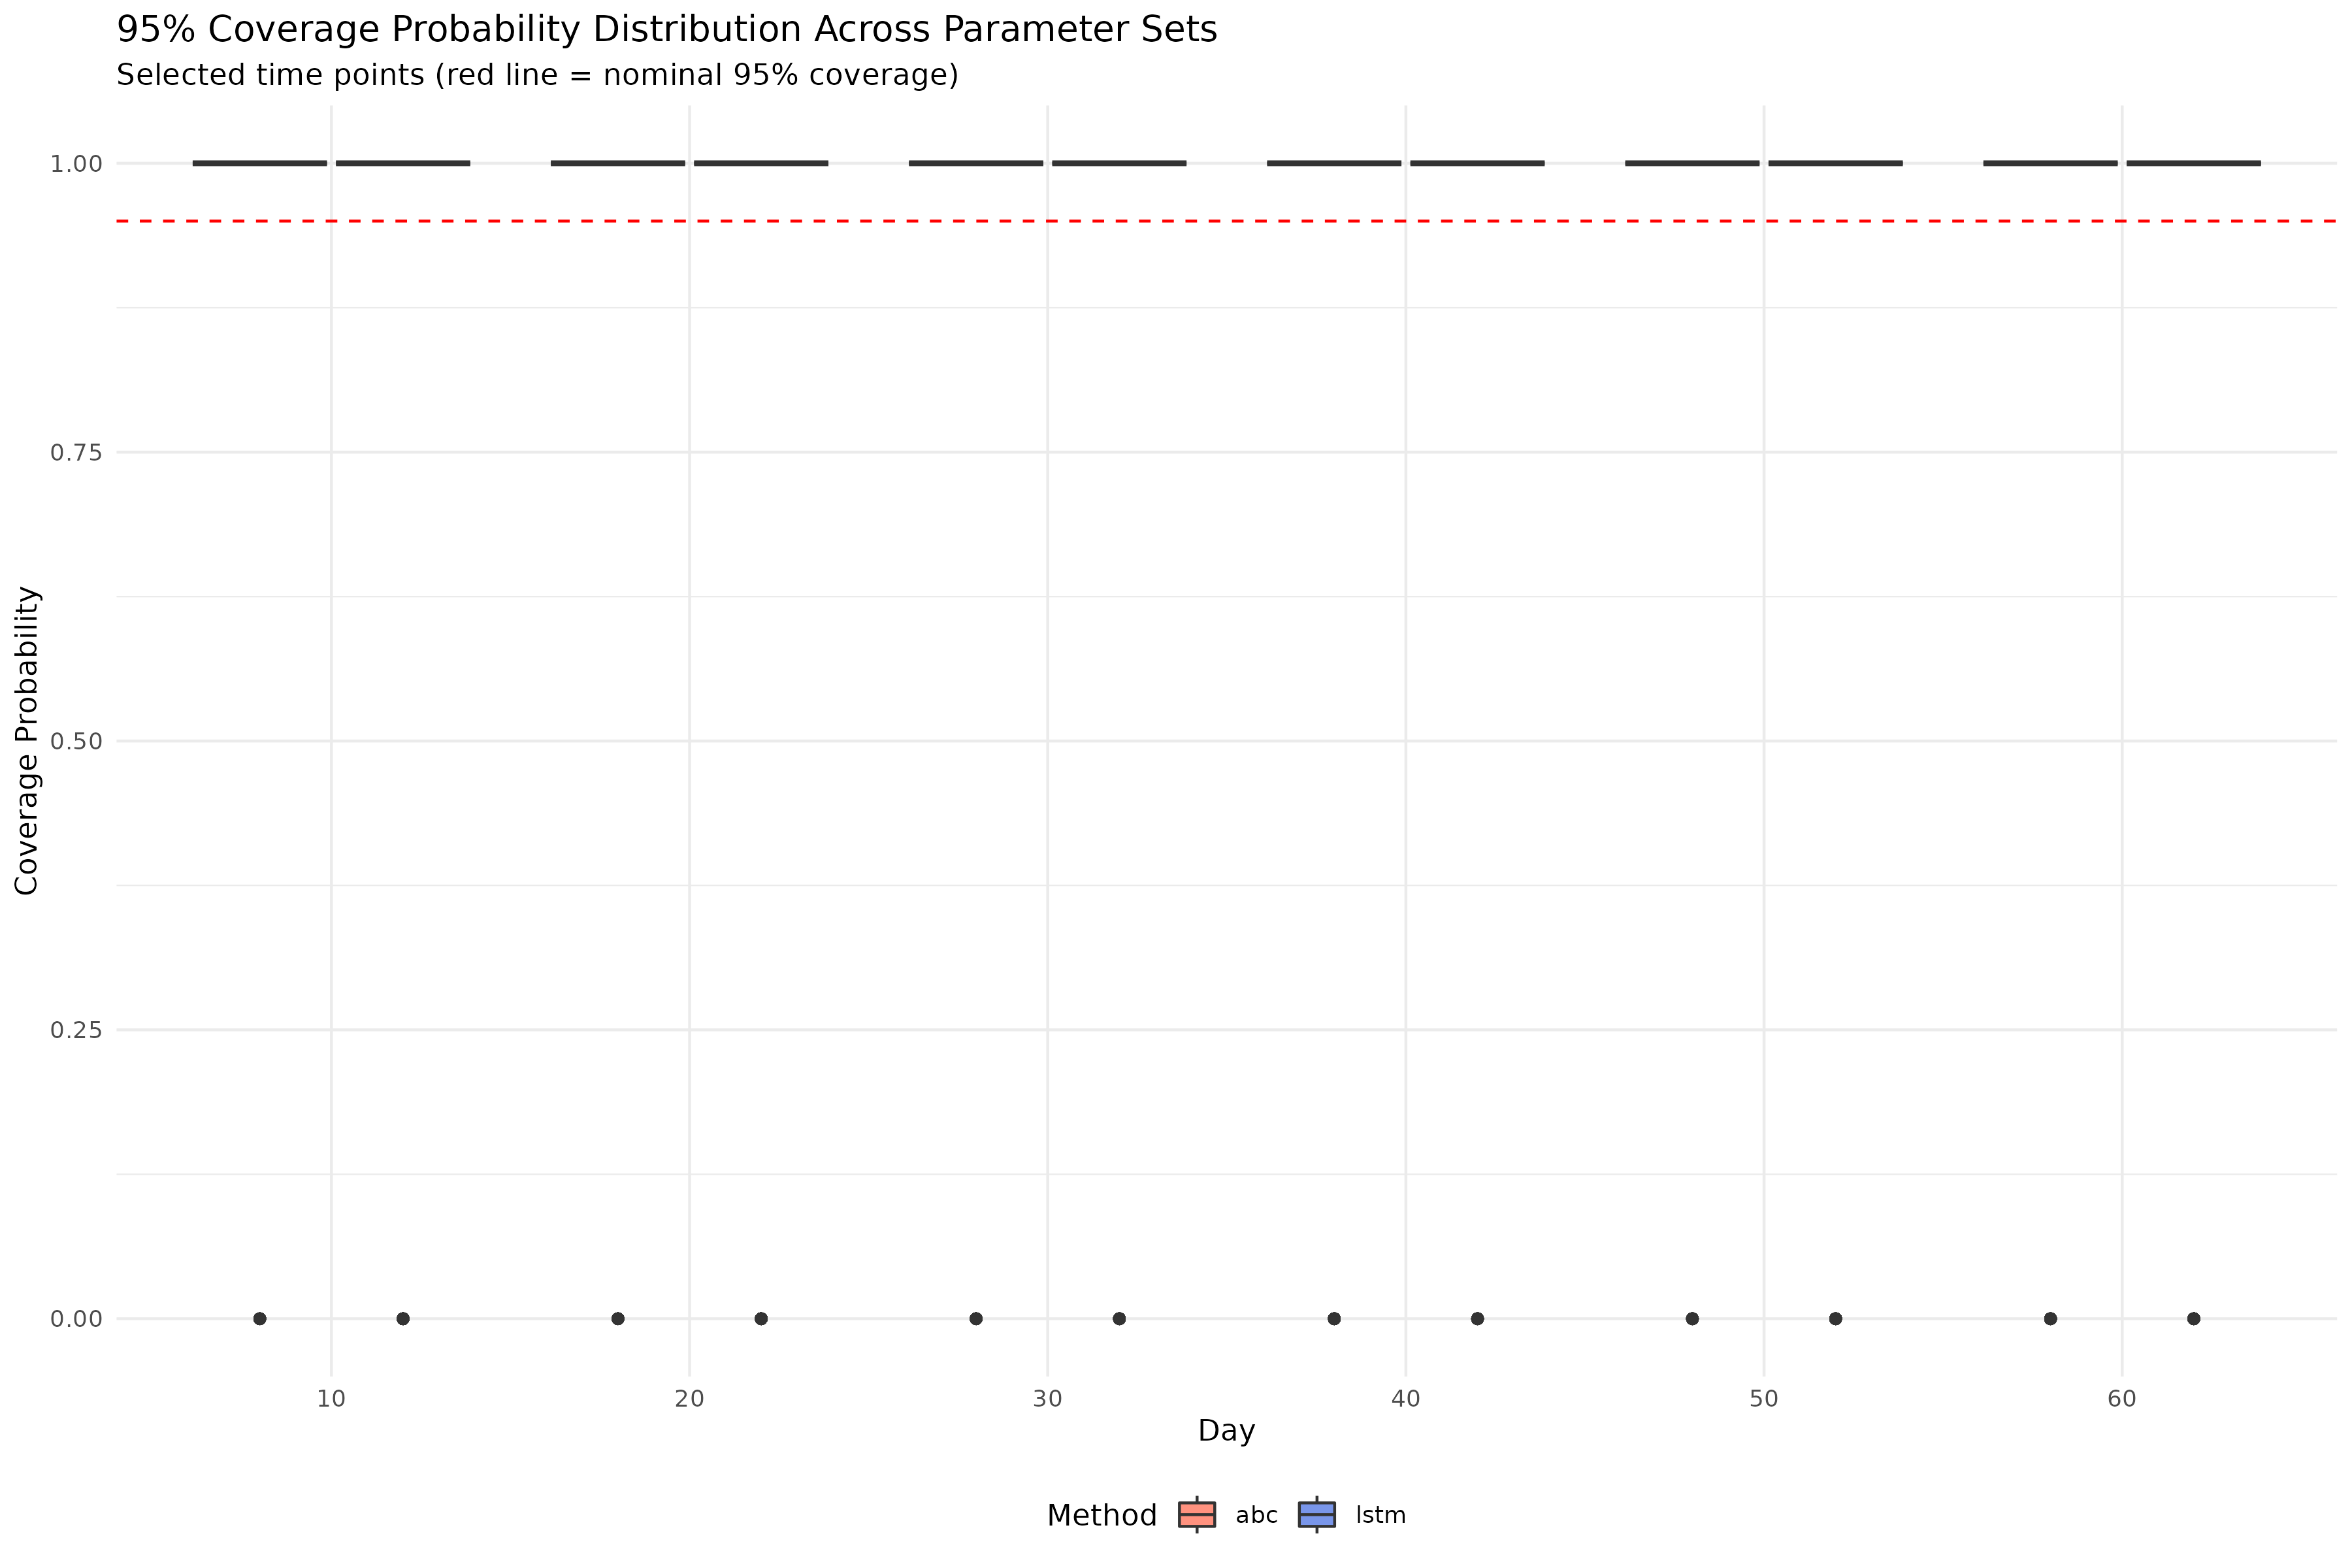 95% Coverage Probability Distribution Across Parameter Sets
Selected time points (red line = nominal 95% coverage)
Coverage Probability
1.00
0.75
0.50
0.25
0.00
10 20 30 40 50 60
Day
Method abc lstm